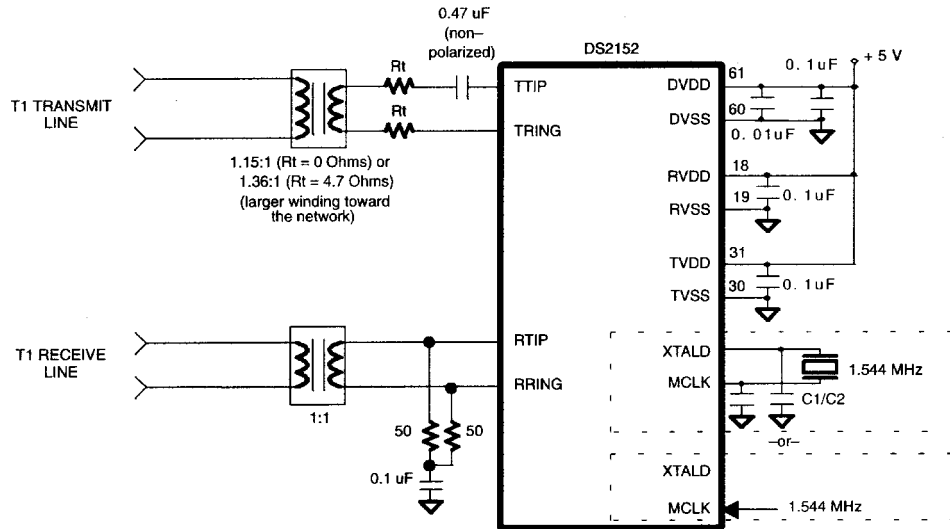 0.47 uF
(non–
polarized)
DS2152
Rt
Rt
T1 TRANSMIT
LINE
1.15:1 (Rt = 0 Ohms) or
1.36:1 (Rt = 4.7 Ohms)
(larger winding toward
the network)
TTIP
TRING
DVDD
61
0.1uF
+ 5 V
DVSS
60
0.01uF
RVDD
18
RVSS
19
0.1uF
TVDD
31
TVSS
30
0.1uF
T1 RECEIVE
LINE
1:1
RTIP
RRING
50
50
0.1 uF
XTALD
MCLK
1.544 MHz
C1/C2
–or–
XTALD
MCLK
1.544 MHz